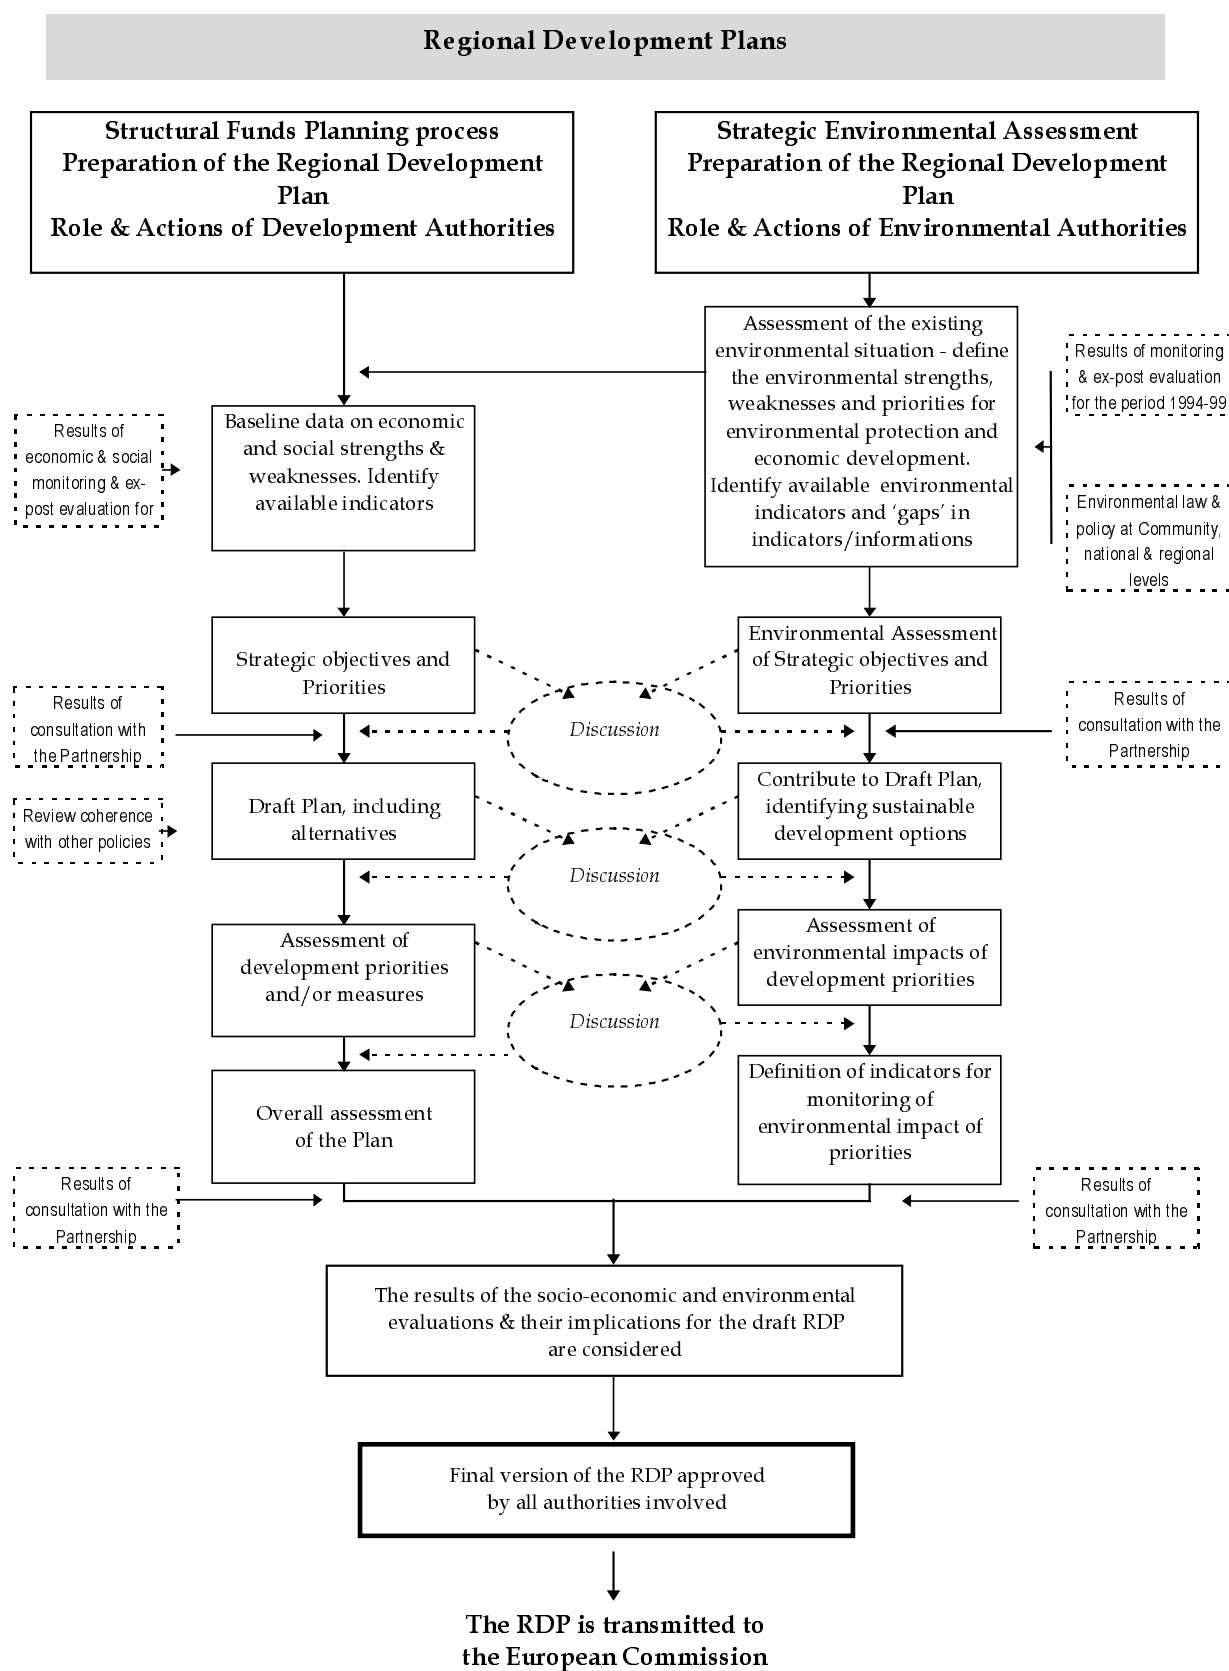 Regional Development Plans
Structural Funds Planning process
Preparation of the Regional Development
Plan
Role & Actions of Development Authorities
Strategic Environmental Assessment
Preparation of the Regional Development
Plan
Role & Actions of Environmental Authorities
Assessment of the existing
environmental situation - define
the environmental strengths,
weaknesses and priorities for
environmental protection and
economic development.
Identify available environmental
indicators and ‘gaps’ in
indicators/informations
Results of monitoring
& ex-post evaluation
for the period 1994-99
Baseline data on economic
and social strengths &
weaknesses. Identify
available indicators
Results of
economic & social
monitoring & ex-
post evaluation for
Environmental law &
policy at Community,
national & regional
levels
Strategic objectives and
Priorities
Environmental Assessment
of Strategic objectives and
Priorities
Results of
consultation with
the Partnership
Discussion
Results of
consultation with the
Partnership
Draft Plan, including
alternatives
Contribute to Draft Plan,
identifying sustainable
development options
Review coherence
with other policies
Discussion
Assessment of
development priorities
and/or measures
Assessment of
environmental impacts of
development priorities
Discussion
Overall assessment
of the Plan
Definition of indicators for
monitoring of
environmental impact of
priorities
Results of
consultation with the
Partnership
Results of
consultation with the
Partnership
The results of the socio-economic and environmental
evaluations & their implications for the draft RDP
are considered
Final version of the RDP approved
by all authorities involved
The RDP is transmitted to
the European Commission